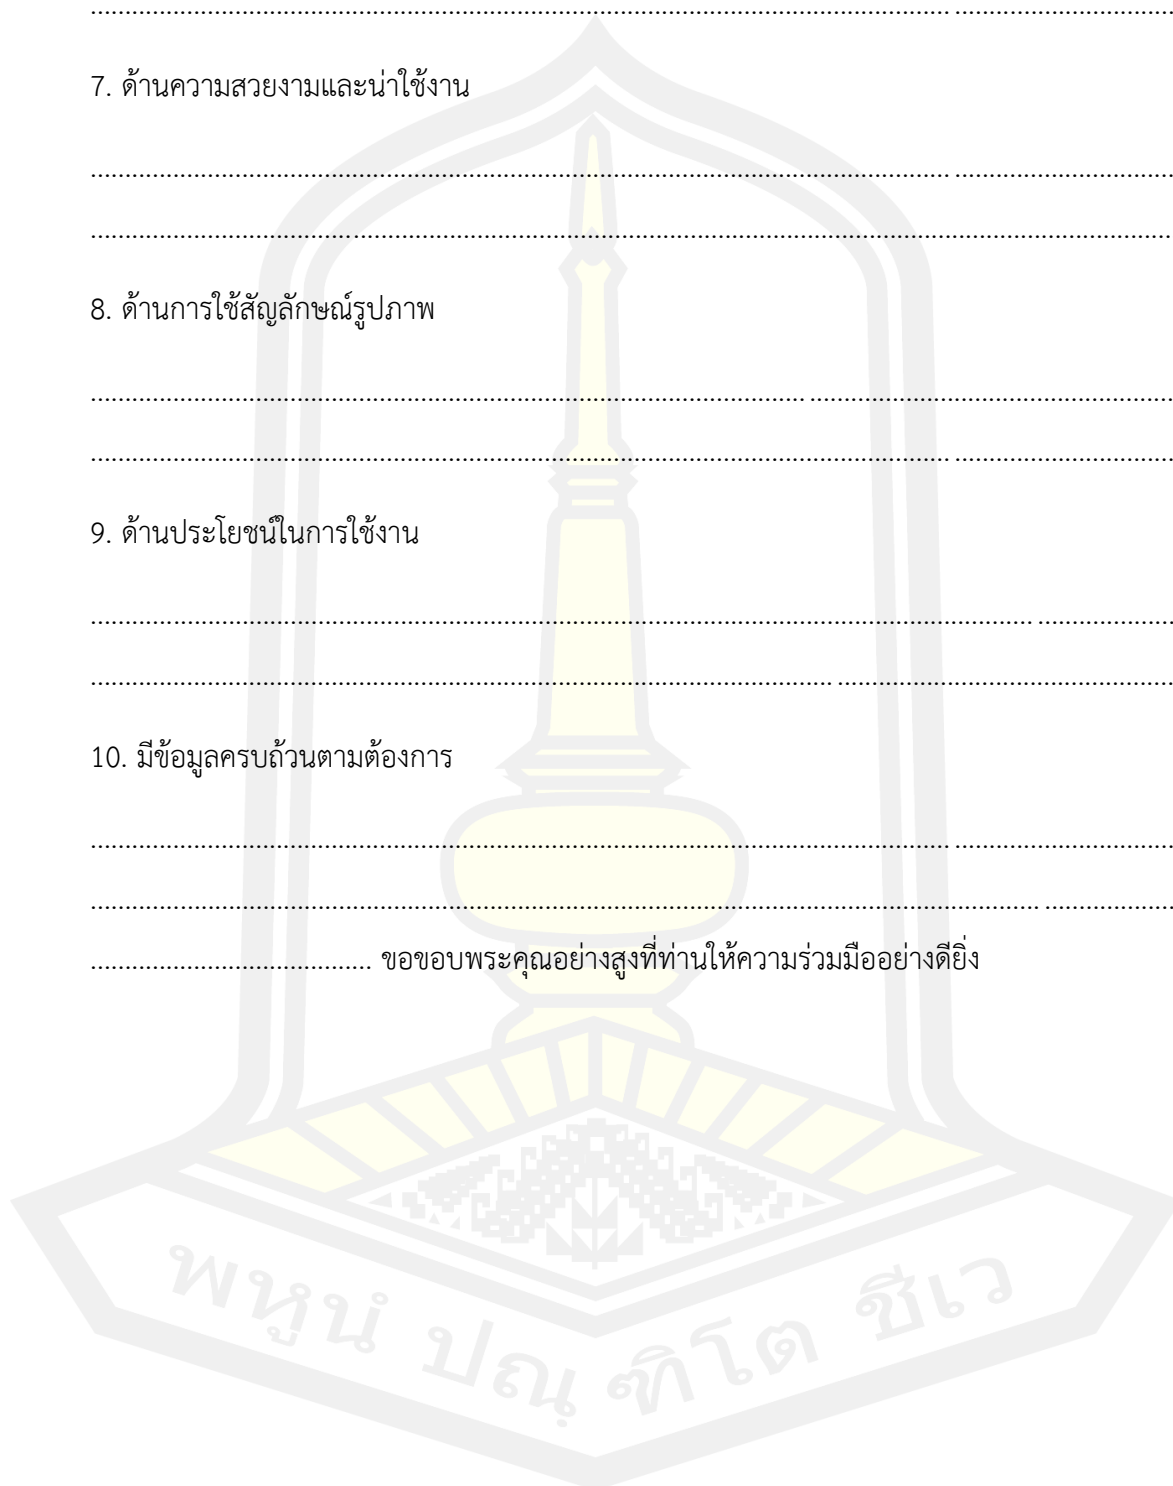 ........................................................................................................................................................................
7. ด้านความสวยงามและน่าใช้งาน
........................................................................................................................................................................
........................................................................................................................................................................
8. ด้านการใช้สัญลักษณ์รูปภาพ
........................................................................................................................................................................
........................................................................................................................................................................
9. ด้านประโยชน์ในการใช้งาน
........................................................................................................................................................................
........................................................................................................................................................................
10. มีข้อมูลครบถ้วนตามต้องการ
........................................................................................................................................................................
........................................................................................................................................................................
......................................... ขอขอบพระคุณอย่างสูงที่ท่านให้ความร่วมมืออย่างดียิ่ง
พหูนํ ปณฺฑิโต ชีเว